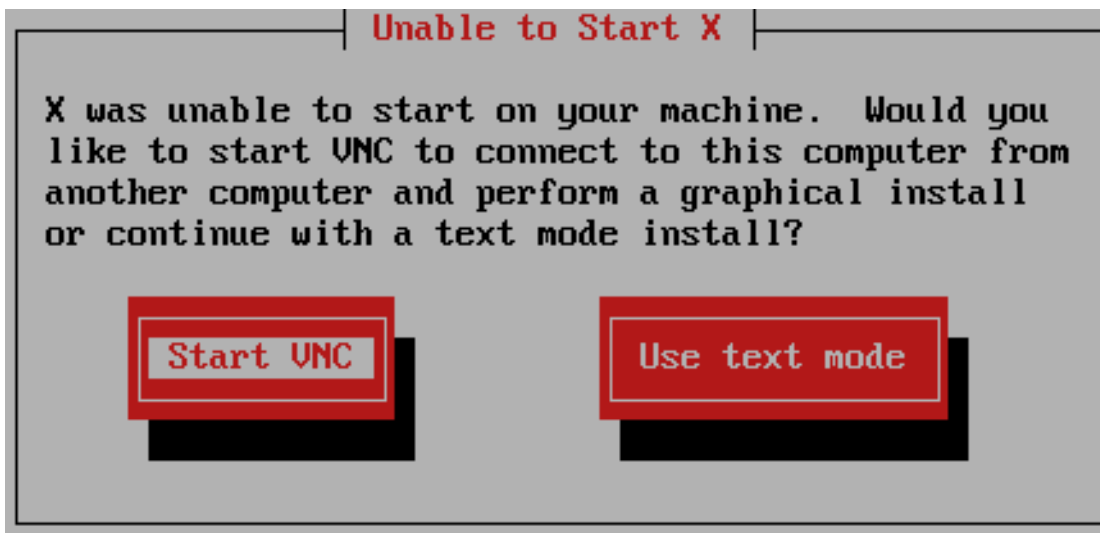 Unable to Start X
X was unable to start on your machine.  Would you
like to start VNC to connect to this computer from
another computer and perform a graphical install
or continue with a text mode install?
Start VNC
Use text mode